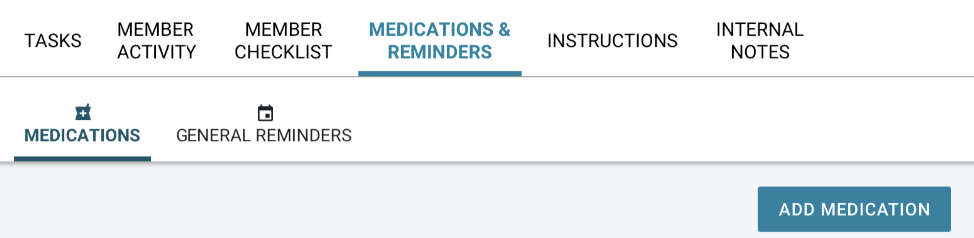 TASKS
MEMBER
ACTIVITY
MEMBER
CHECKLIST
MEDICATIONS &
REMINDERS
INSTRUCTIONS
INTERNAL
NOTES
MEDICATIONS
GENERAL REMINDERS
ADD MEDICATION